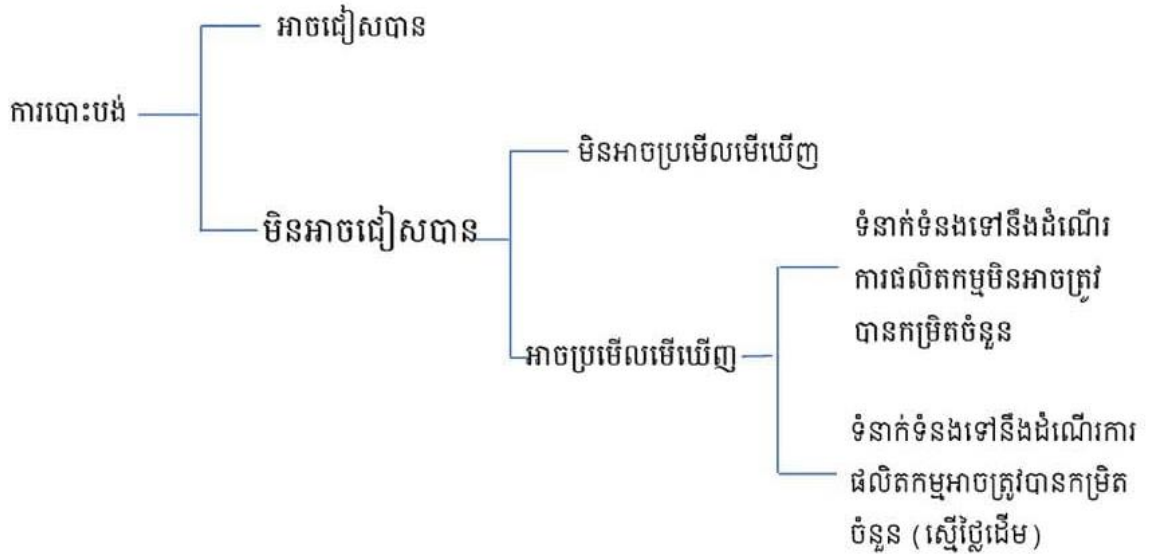 អាចជៀសបាន
ការបោះបង់
មិនអាចប្រមើលមើឃើញ
មិនអាចជៀសបាន
ទំនាក់ទំនងទៅនឹងដំណើរ
ការផលិតកម្មមិនអាចត្រូវ
បានកម្រិតចំនួន
អាចប្រមើលមើឃើញ
ទំនាក់ទំនងទៅនឹងដំណើរការ
ផលិតកម្មអាចត្រូវបានកម្រិត
ចំនួន (ស្មើថ្លៃដើម)